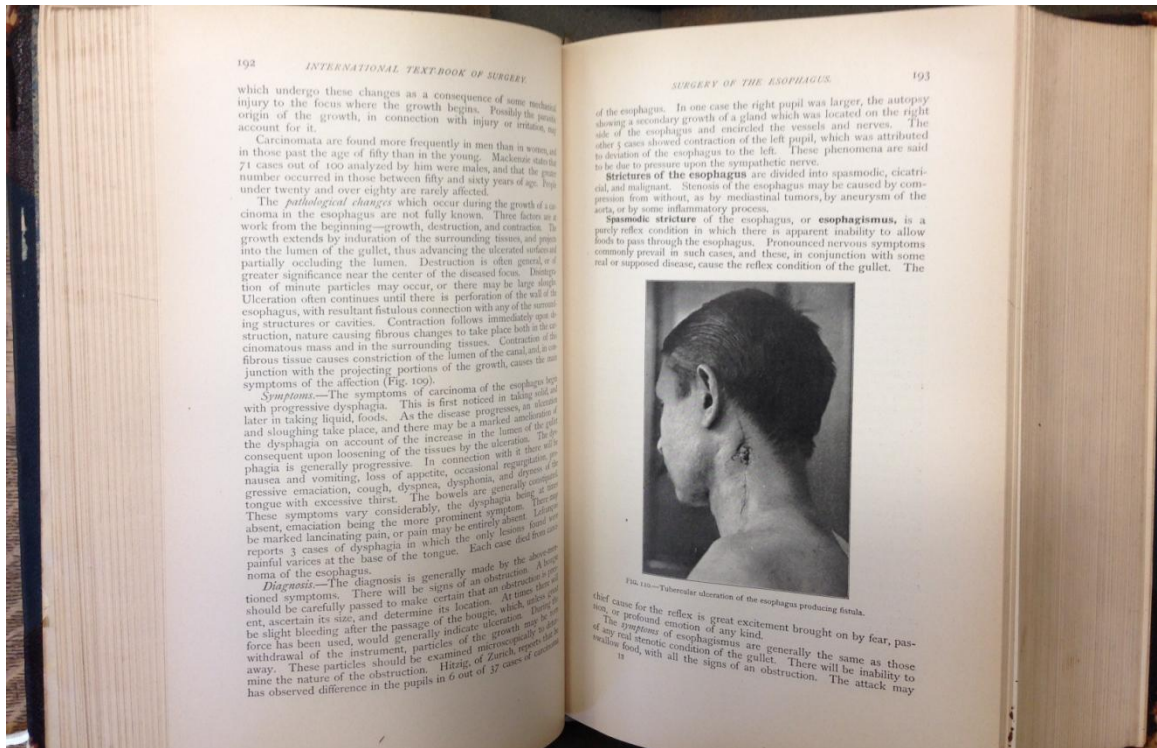 192 INTERNATIONAL TEXT-BOOK OF SURGERY.
which undergo these changes as a consequence of some mechanical
injury to the focus where the growth begins. Possibly the parasitic
origin of the growth, in connection with injury or irritation, may
account for it.
Carcinomata are found more frequently in men than in women, and
in those past the age of fifty than in the young. Mackenzie states that
71 cases out of 100 analyzed by him were males, and that the greater
number occurred in those between fifty and sixty years of age. People
under twenty and over eighty are rarely affected.
The pathological changes which occur during the growth of a car-
cinoma in the esophagus are not fully known. Three factors are at
work from the beginning—growth, destruction, and contraction. The
growth extends by induration of the surrounding tissues, and projects
into the lumen of the gullet, thus advancing the ulcerated surfaces and
partially occluding the lumen. Destruction is often general, or of
greater significance near the center of the diseased focus. Disintegra-
tion of minute particles may occur, or there may be large sloughs.
Ulceration often continues until there is perforation of the wall of the
esophagus, with resultant fistulous connection with any of the surround-
ing structures or cavities. Contraction follows immediately upon de-
struction, nature causing fibrous changes to take place both in the car-
cinomatous mass and in the surrounding tissues. Contraction of this
fibrous tissue causes constriction of the lumen of the canal, and, in con-
junction with the projecting portions of the growth, causes the main
symptoms of the affection (Fig. 109).
Symptoms.—The symptoms of carcinoma of the esophagus begin
with progressive dysphagia. This is first noticed in taking solid, and
later in taking liquid, foods. As the disease progresses, an ulceration
and sloughing take place, and there may be a marked amelioration of
the dysphagia on account of the increase in the lumen of the gullet
consequent upon loosening of the tissues by the ulceration. The dys-
phagia is generally progressive. In connection with it there will be
nausea and vomiting, loss of appetite, occasional regurgitation, pro-
gressive emaciation, cough, dyspnea, dysphonia, and dryness of the
tongue with excessive thirst. The bowels are generally constipated.
These symptoms vary considerably, the dysphagia being at times
absent, emaciation being the more prominent symptom. There may
be marked lancinating pain, or pain may be entirely absent.
reports 3 cases of dysphagia in which the only lesions found were
painful varices at the base of the tongue. Each case died from carci-
noma of the esophagus.
Diagnosis.—The diagnosis is generally made by the above-men-
tioned symptoms. There will be signs of an obstruction. A bougie
should be carefully passed to make certain that an obstruction is pres-
ent, ascertain its size, and determine its location. At times there will
be slight bleeding after the passage of the bougie, which, unless great
force has been used, would generally indicate ulceration. During the
withdrawal of the instrument, particles of the growth may be torn
away. These particles should be examined microscopically to deter-
mine the nature of the obstruction. Hitzig, of Zurich, reports that he
has observed difference in the pupils in 6 out of 37 cases of carcinoma
SURGERY OF THE ESOPHAGUS. 193
of the esophagus. In one case the right pupil was larger, the autopsy
showing a secondary growth of a gland which was located on the right
side of the esophagus and encircled the vessels and nerves. The
other 5 cases showed contraction of the left pupil, which was attributed
to deviation of the esophagus to the left. These phenomena are said
to be due to pressure upon the sympathetic nerve.
Strictures of the esophagus are divided into spasmodic, cicatri-
cial, and malignant. Stenosis of the esophagus may be caused by com-
pression from without, as by mediastinal tumors, by aneurysm of the
aorta, or by some inflammatory process.
Spasmodic stricture of the esophagus, or esophagismus, is a
purely reflex condition in which there is apparent inability to allow
foods to pass through the esophagus. Pronounced nervous symptoms
commonly prevail in such cases, and these, in conjunction with some
real or supposed disease, cause the reflex condition of the gullet. The
FIG. 110.—Tubercular ulceration of the esophagus producing fistula.
chief cause for the reflex is great excitement brought on by fear, pas-
sion, or profound emotion of any kind.
The symptoms of esophagismus are generally the same as those
of any real stenotic condition of the gullet. There will be inability to
swallow food, with all the signs of an obstruction. The attack may